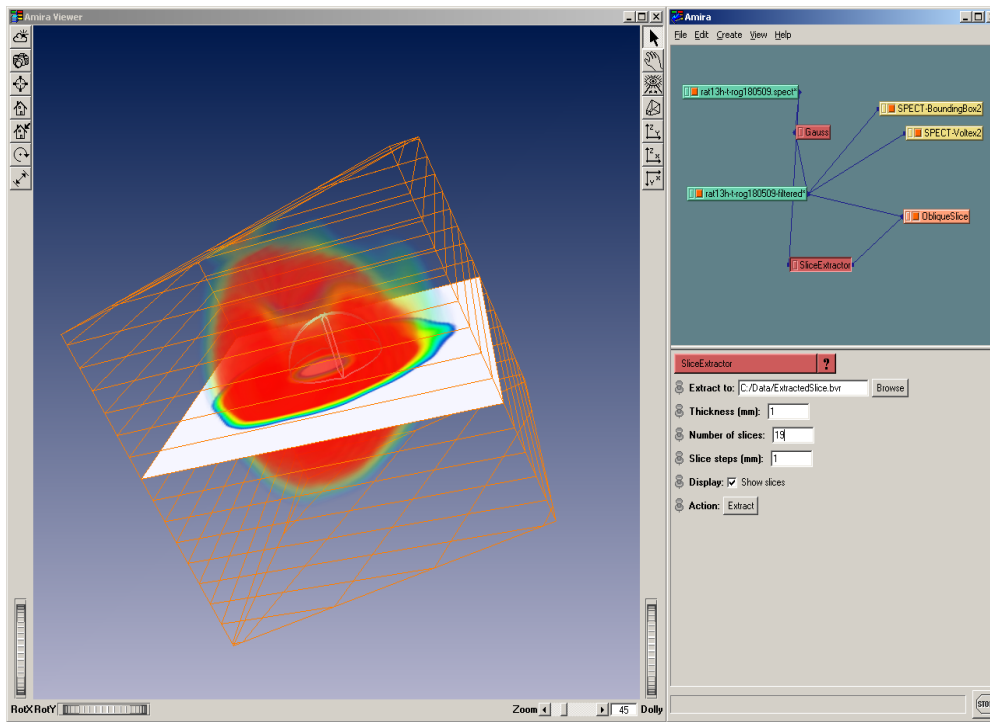 Amira Viewer
Amira
File Edit Create View Help
rat13h-t-rog180509.spect*
SPECT-BoundingBox2
Gauss
SPECT-Voltex2
rat13h-t-rog180509-filtered*
ObliqueSlice
SliceExtractor
SliceExtractor ?
Extract to: C:/Data/ExtractedSlice.bvr Browse
Thickness (mm): 1
Number of slices: 19
Slice steps (mm): 1
Display: Show slices
Action: Extract
RotX RotY Zoom 45 Dolly